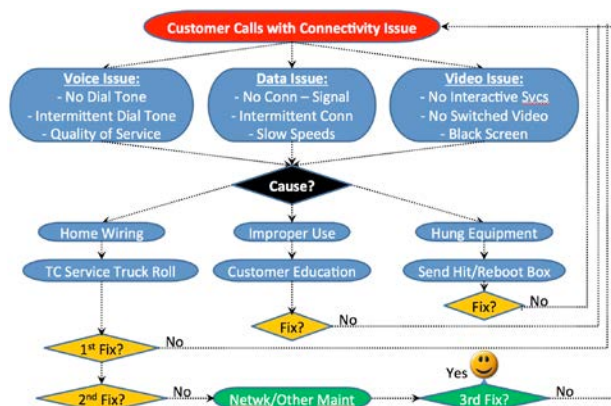 Customer Calls with Connectivity Issue
Voice Issue:
- No Dial Tone
- Intermittent Dial Tone
- Quality of Service
Data Issue:
- No Conn – Signal
- Intermittent Conn
- Slow Speeds
Video Issue:
- No Interactive Svcs
- No Switched Video
- Black Screen
Cause?
Home Wiring
Improper Use
Hung Equipment
TC Service Truck Roll
Customer Education
Send Hit/Reboot Box
Fix?
No
Fix?
No
1st Fix?
No
Yes
2nd Fix?
No
Netwk/Other Maint
3rd Fix?
No